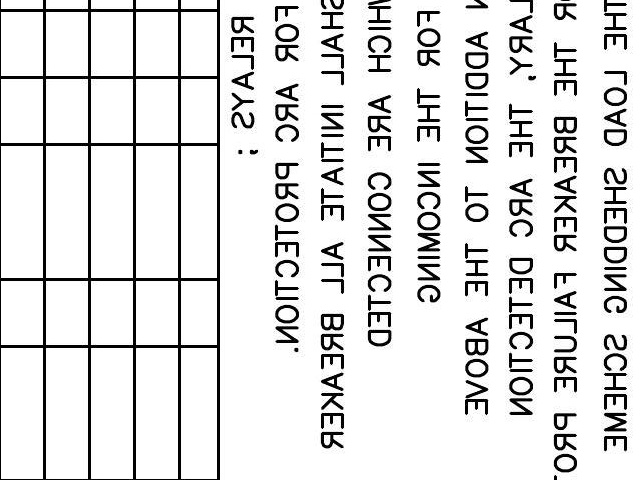 RELAYS :
FOR ARC PROTECTION.
SHALL INITIATE ALL BREAKER
WHICH ARE CONNECTED
FOR THE INCOMING
ADDITION TO THE ABOVE
LARY, THE ARC DETECTION
OR THE BREAKER FAILURE PRO
THE LOAD SHEDDING SCHEME